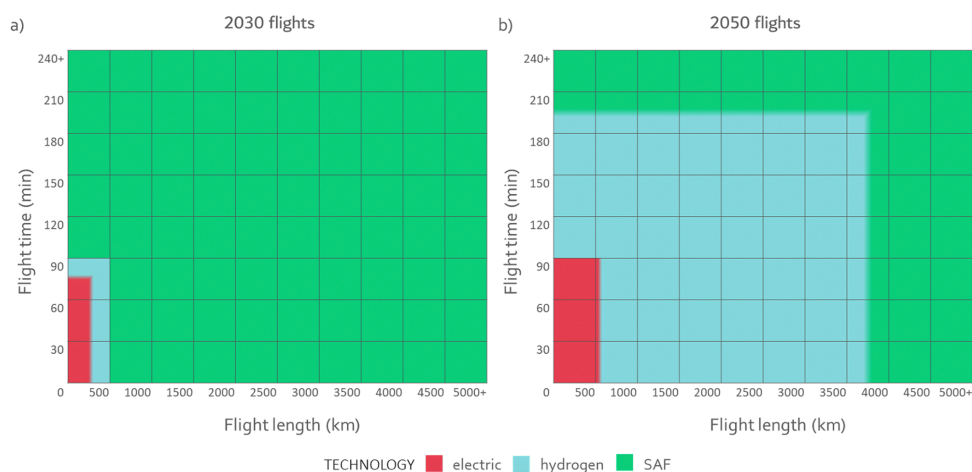 a) 2030 flights
240+
210
180
150
120
90
60
30
0 500 1000 1500 2000 2500 3000 3500 4000 4500 5000+
Flight time (min)
Flight length (km)
b) 2050 flights
240+
210
180
150
120
90
60
30
0 500 1000 1500 2000 2500 3000 3500 4000 4500 5000+
Flight time (min)
Flight length (km)
TECHNOLOGY electric hydrogen SAF